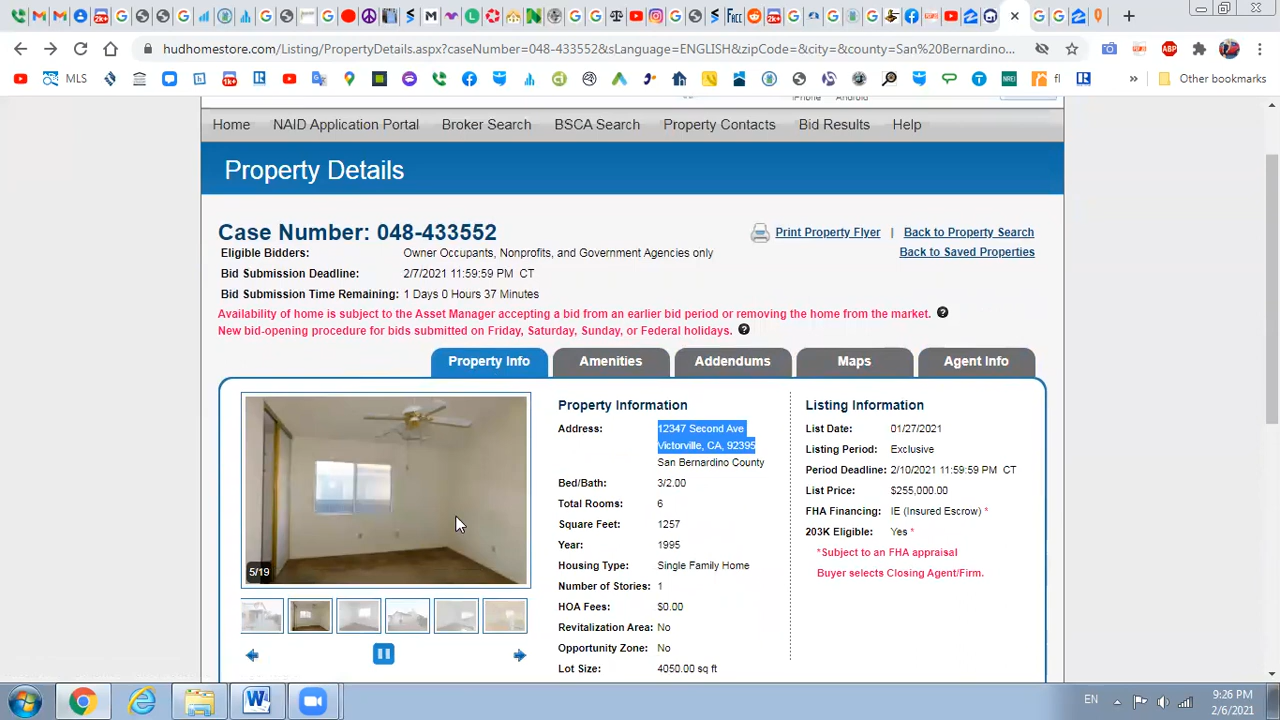 hudhomestore.com/Listing/PropertyDetails.aspx?caseNumber=048-433552&sLanguage=ENGLISH&zipCode=&city=&county=San%20Bernardino...
MLS
fl
Other bookmarks
iPhone Android
Home NAID Application Portal Broker Search BSCA Search Property Contacts Bid Results Help
Property Details
Case Number: 048-433552
Print Property Flyer | Back to Property Search
Eligible Bidders: Owner Occupants, Nonprofits, and Government Agencies only
Back to Saved Properties
Bid Submission Deadline: 2/7/2021 11:59:59 PM CT
Bid Submission Time Remaining: 1 Days 0 Hours 37 Minutes
Availability of home is subject to the Asset Manager accepting a bid from an earlier bid period or removing the home from the market. ?
New bid-opening procedure for bids submitted on Friday, Saturday, Sunday, or Federal holidays. ?
Property Info Amenities Addendums Maps Agent Info
5/19
Property Information
Address: 12347 Second Ave
Victorville, CA, 92395
San Bernardino County
Bed/Bath: 3/2.00
Total Rooms: 6
Square Feet: 1257
Year: 1995
Housing Type: Single Family Home
Number of Stories: 1
HOA Fees: $0.00
Revitalization Area: No
Opportunity Zone: No
Lot Size: 4050.00 sq ft
Listing Information
List Date: 01/27/2021
Listing Period: Exclusive
Period Deadline: 2/10/2021 11:59:59 PM CT
List Price: $255,000.00
FHA Financing: IE (Insured Escrow) *
203K Eligible: Yes *
*Subject to an FHA appraisal
Buyer selects Closing Agent/Firm.
EN
9:26 PM
2/6/2021